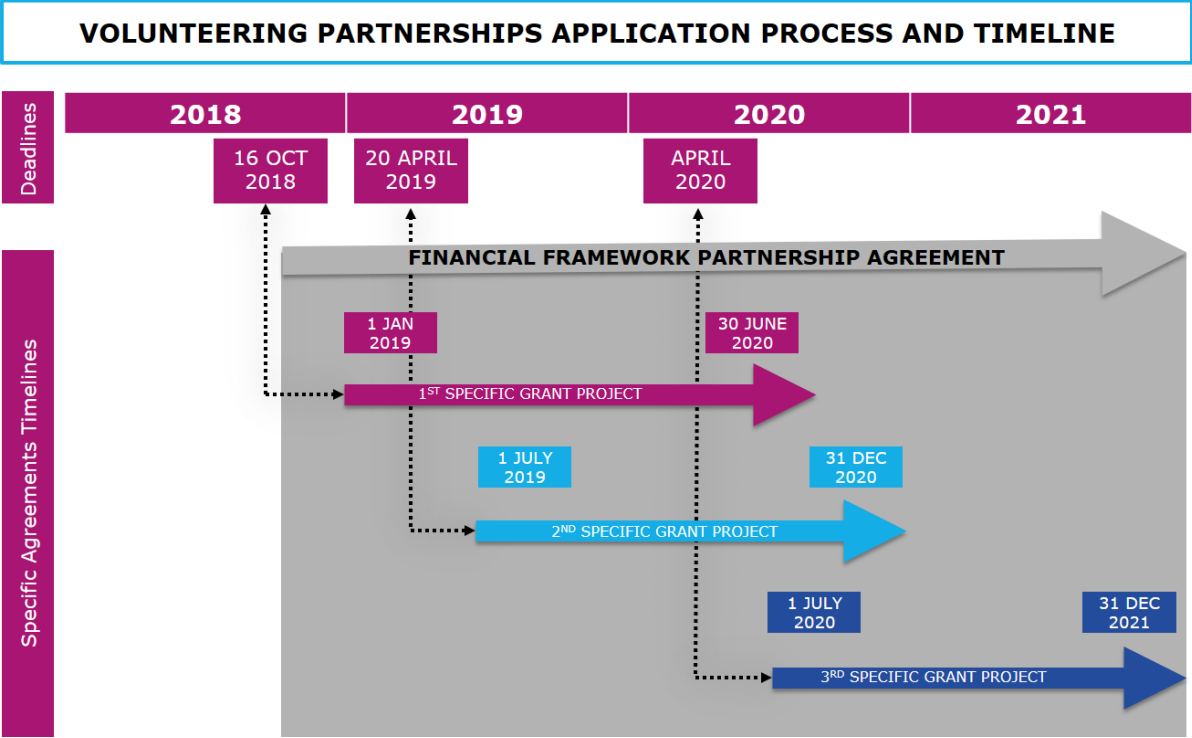 VOLUNTEERING PARTNERSHIPS APPLICATION PROCESS AND TIMELINE
Deadlines
2018
2019
2020
2021
16 OCT
2018
20 APRIL
2019
APRIL
2020
Specific Agreements Timelines
FINANCIAL FRAMEWORK PARTNERSHIP AGREEMENT
1 JAN
2019
30 JUNE
2020
1ST SPECIFIC GRANT PROJECT
1 JULY
2019
31 DEC
2020
2ND SPECIFIC GRANT PROJECT
1 JULY
2020
31 DEC
2021
3RD SPECIFIC GRANT PROJECT